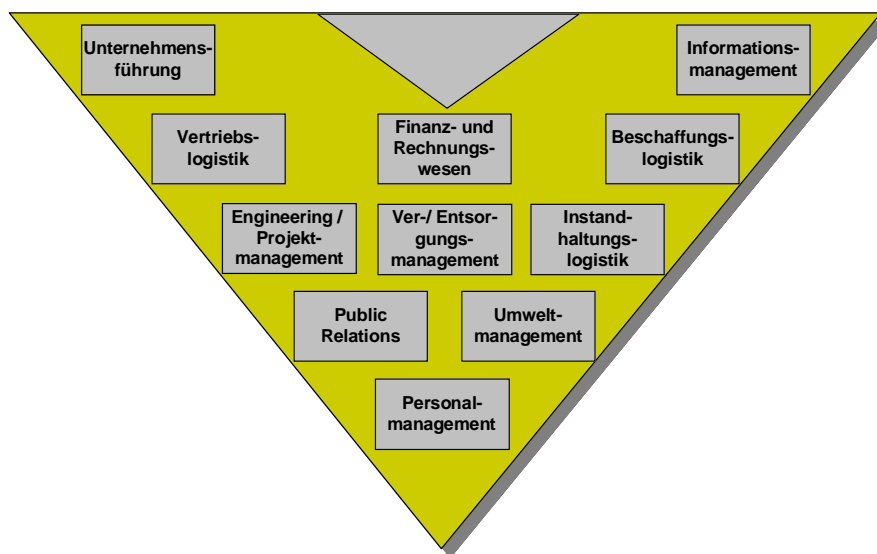 Unternehmens-
führung
Informations-
management
Vertriebs-
logistik
Finanz- und
Rechnungs-
wesen
Beschaffungs-
logistik
Engineering /
Projekt-
management
Ver-/ Entsor-
gungs-
management
Instand-
haltungs-
logistik
Public
Relations
Umwelt-
management
Personal-
management